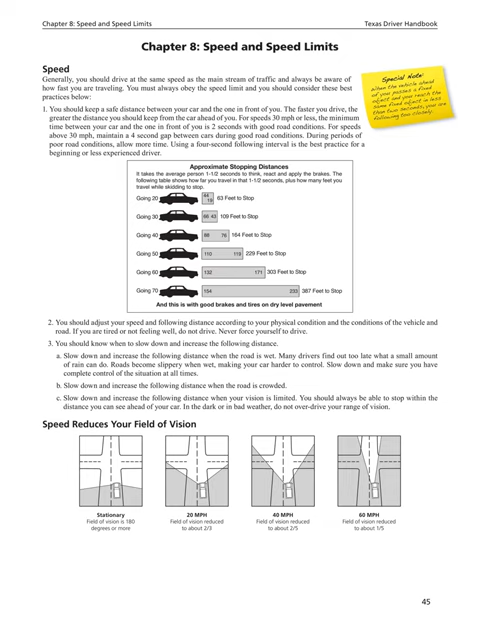 Chapter 8: Speed and Speed Limits
Texas Driver Handbook
Chapter 8: Speed and Speed Limits
Speed
Generally, you should drive at the same speed as the main stream of traffic and always be aware of
how fast you are traveling. You must always obey the speed limit and you should consider these best
practices below:
Special Note:
When the vehicle ahead
of you passes a fixed
object and you reach the
same fixed object in less
than two seconds, you are
following too closely.
1. You should keep a safe distance between your car and the one in front of you. The faster you drive, the
greater the distance you should keep from the car ahead of you. For speeds 30 mph or less, the minimum
time between your car and the one in front of you is 2 seconds with good road conditions. For speeds
above 30 mph, maintain a 4 second gap between cars during good road conditions. During periods of
poor road conditions, allow more time. Using a four-second following interval is the best practice for a
beginning or less experienced driver.
Approximate Stopping Distances
It takes the average person 1-1/2 seconds to think, react and apply the brakes. The
following table shows how far you travel in that 1-1/2 seconds, plus how many feet you
travel while skidding to stop.
Going 20 44 19 63 Feet to Stop
Going 30 66 43 109 Feet to Stop
Going 40 88 76 164 Feet to Stop
Going 50 110 119 229 Feet to Stop
Going 60 132 171 303 Feet to Stop
Going 70 154 233 387 Feet to Stop
And this is with good brakes and tires on dry level pavement
2. You should adjust your speed and following distance according to your physical condition and the conditions of the vehicle and
road. If you are tired or not feeling well, do not drive. Never force yourself to drive.
3. You should know when to slow down and increase the following distance.
a. Slow down and increase the following distance when the road is wet. Many drivers find out too late what a small amount
of rain can do. Roads become slippery when wet, making your car harder to control. Slow down and make sure you have
complete control of the situation at all times.
b. Slow down and increase the following distance when the road is crowded.
c. Slow down and increase the following distance when your vision is limited. You should always be able to stop within the
distance you can see ahead of your car. In the dark or in bad weather, do not over-drive your range of vision.
Speed Reduces Your Field of Vision
Stationary
Field of vision is 180
degrees or more
20 MPH
Field of vision reduced
to about 2/3
40 MPH
Field of vision reduced
to about 2/5
60 MPH
Field of vision reduced
to about 1/5
45